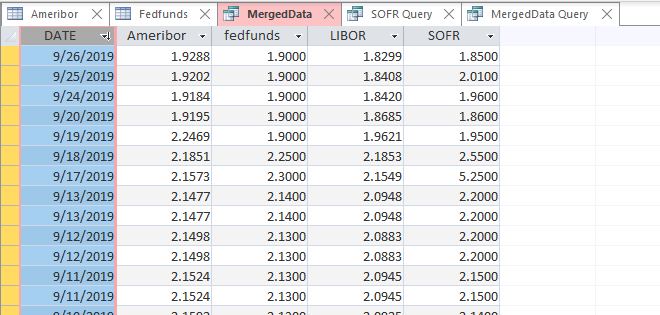 Ameribor Fedfunds MergedData SOFR Query MergedData Query
DATE Ameribor fedfunds LIBOR SOFR
9/26/2019 1.9288 1.9000 1.8299 1.8500
9/25/2019 1.9202 1.9000 1.8408 2.0100
9/24/2019 1.9184 1.9000 1.8420 1.9600
9/20/2019 1.9195 1.9000 1.8685 1.8600
9/19/2019 2.2469 1.9000 1.9621 1.9500
9/18/2019 2.1851 2.2500 2.1853 2.5500
9/17/2019 2.1573 2.3000 2.1549 5.2500
9/13/2019 2.1477 2.1400 2.0948 2.2000
9/13/2019 2.1477 2.1400 2.0948 2.2000
9/12/2019 2.1498 2.1300 2.0883 2.2000
9/12/2019 2.1498 2.1300 2.0883 2.2000
9/11/2019 2.1524 2.1300 2.0945 2.1500
9/11/2019 2.1524 2.1300 2.0945 2.1500